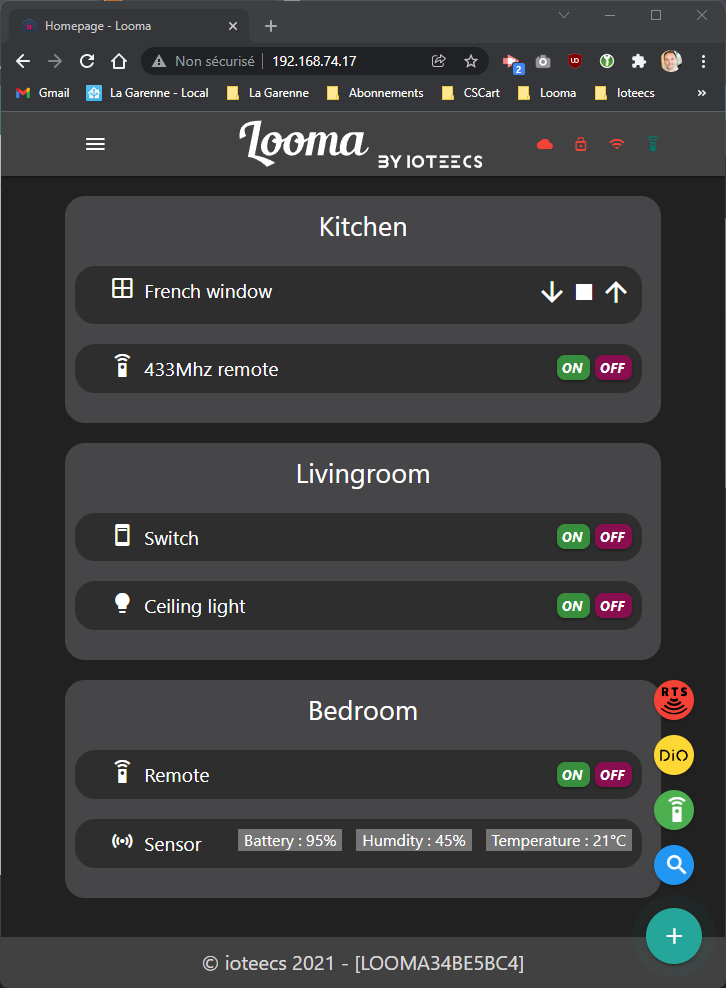 Homepage - Looma
Non sécurisé 192.168.74.17
2
UD
Gmail La Garenne - Local La Garenne Abonnements CSCart Looma Ioteecs »
Looma BY IOTEECS
Kitchen
French window
433Mhz remote ON OFF
Livingroom
Switch ON OFF
Ceiling light ON OFF
Bedroom
RTS
DiO
Remote ON OFF
Sensor Battery : 95% Humdity : 45% Temperature : 21°C
+
© ioteecs 2021 - [LOOMA34BE5BC4]